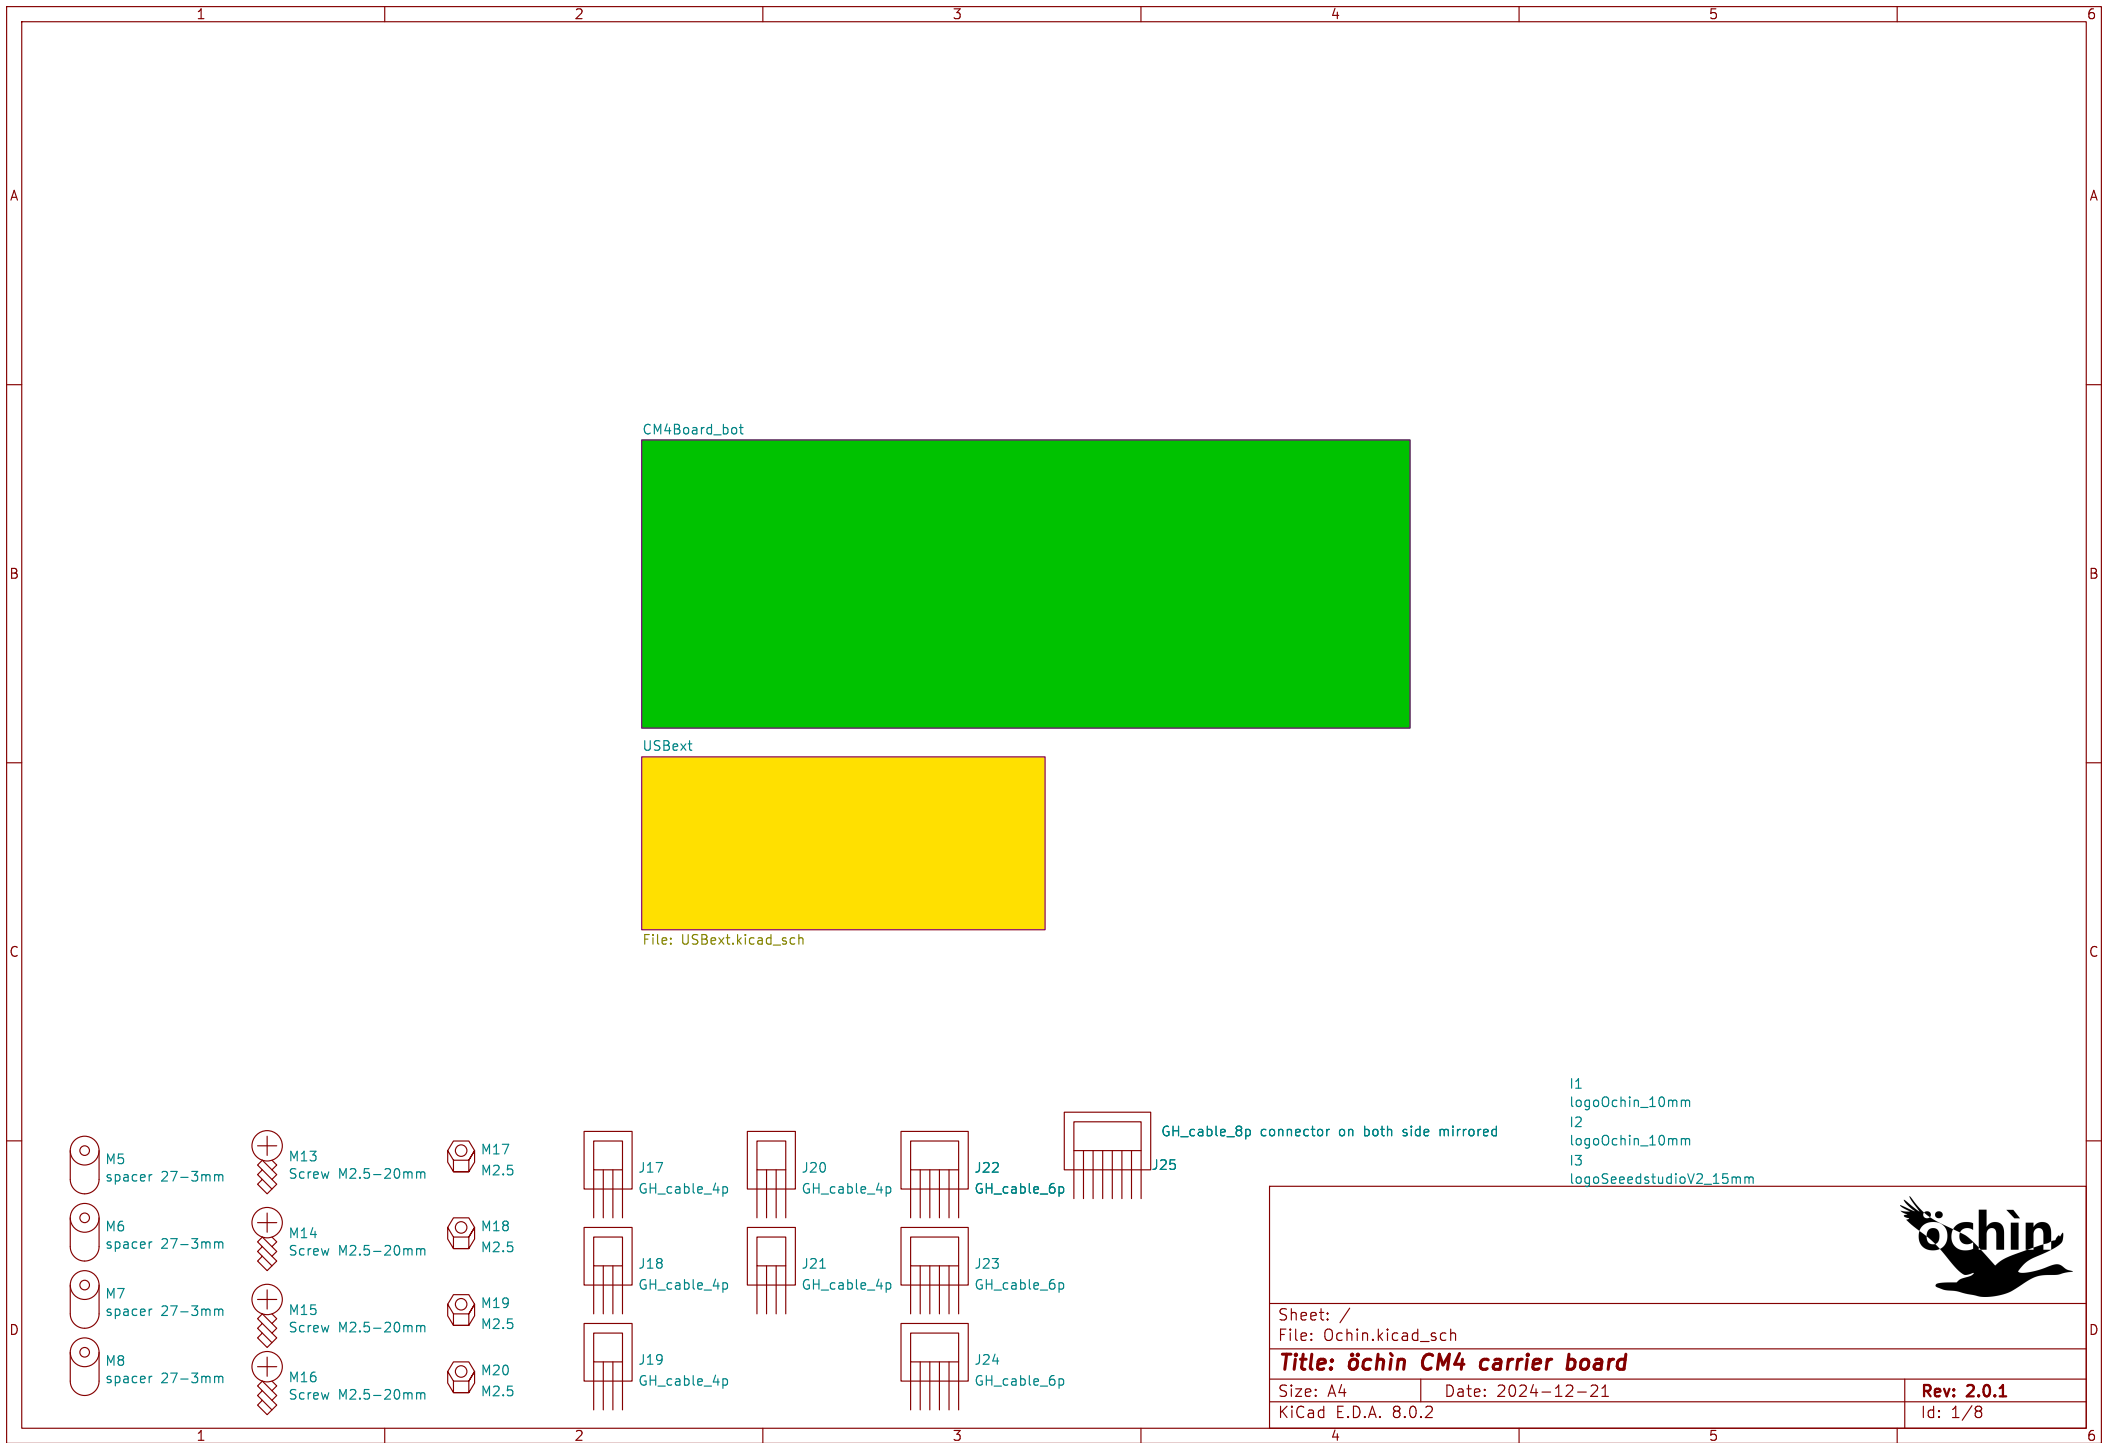 1 2 3 4 5 6
A A
CM4Board_bot
B B
USBext
File: USBext.kicad_sch
C C
I1
logoOchin_10mm
I2
logoOchin_10mm
I3
logoSeeedstudioV2_15mm
GH_cable_8p connector on both side mirrored
J25
M5
spacer 27-3mm
M6
spacer 27-3mm
M7
spacer 27-3mm
M8
spacer 27-3mm
M13
Screw M2.5-20mm
M14
Screw M2.5-20mm
M15
Screw M2.5-20mm
M16
Screw M2.5-20mm
M17
M2.5
M18
M2.5
M19
M2.5
M20
M2.5
J17
GH_cable_4p
J18
GH_cable_4p
J19
GH_cable_4p
J20
GH_cable_4p
J21
GH_cable_4p
J22
GH_cable_6p
J23
GH_cable_6p
J24
GH_cable_6p
öchìn
Sheet: /
File: Ochin.kicad_sch
D D
Title: öchìn CM4 carrier board
Size: A4 Date: 2024-12-21 Rev: 2.0.1
KiCad E.D.A. 8.0.2 Id: 1/8
1 2 3 4 5 6